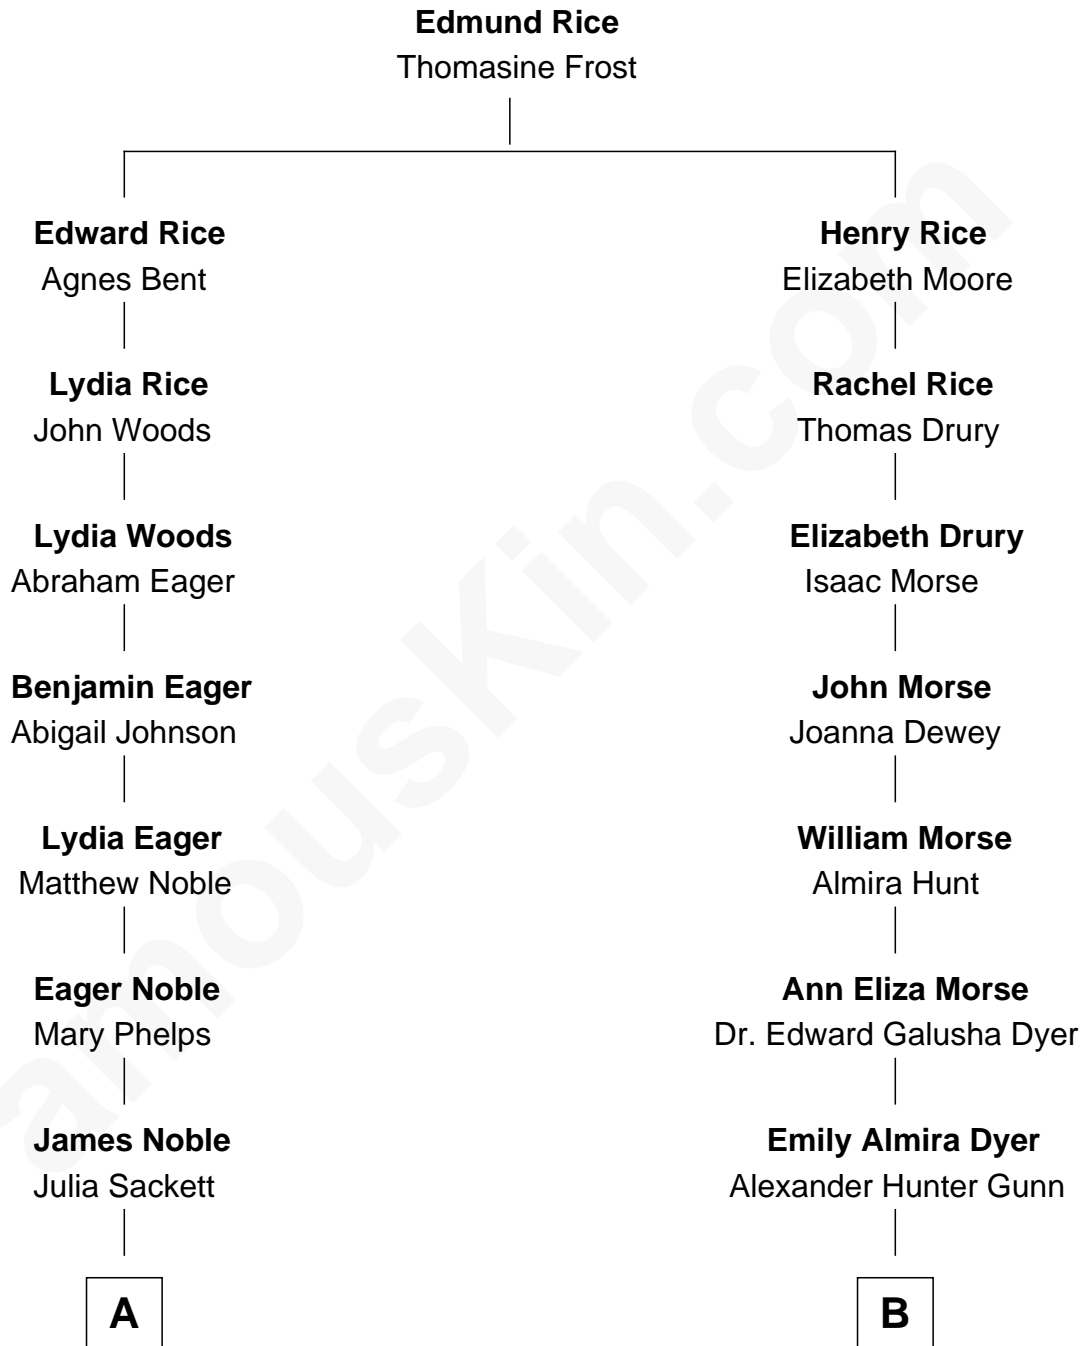 Edmund Rice
Thomasine Frost
Edward Rice
Agnes Bent
Henry Rice
Elizabeth Moore
Lydia Rice
John Woods
Rachel Rice
Thomas Drury
Lydia Woods
Abraham Eager
Elizabeth Drury
Isaac Morse
Benjamin Eager
Abigail Johnson
John Morse
Joanna Dewey
Lydia Eager
Matthew Noble
William Morse
Almira Hunt
Eager Noble
Mary Phelps
Ann Eliza Morse
Dr. Edward Galusha Dyer
James Noble
Julia Sackett
Emily Almira Dyer
Alexander Hunter Gunn
A
B
amouskin.com